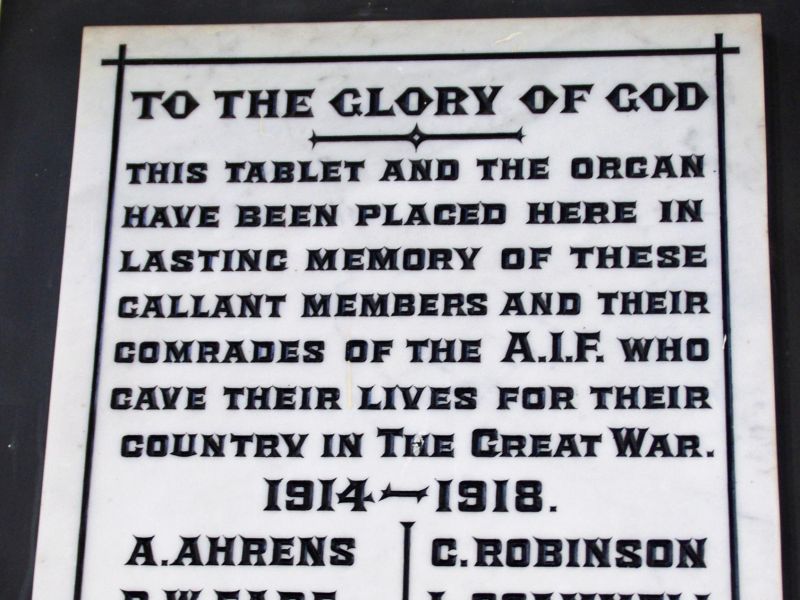 TO THE GLORY OF GOD
THIS TABLET AND THE ORGAN
HAVE BEEN PLACED HERE IN
LASTING MEMORY OF THESE
GALLANT MEMBERS AND THEIR
COMRADES OF THE A.I.F. WHO
GAVE THEIR LIVES FOR THEIR
COUNTRY IN THE GREAT WAR.
1914—1918.
A. AHRENS
C. ROBINSON